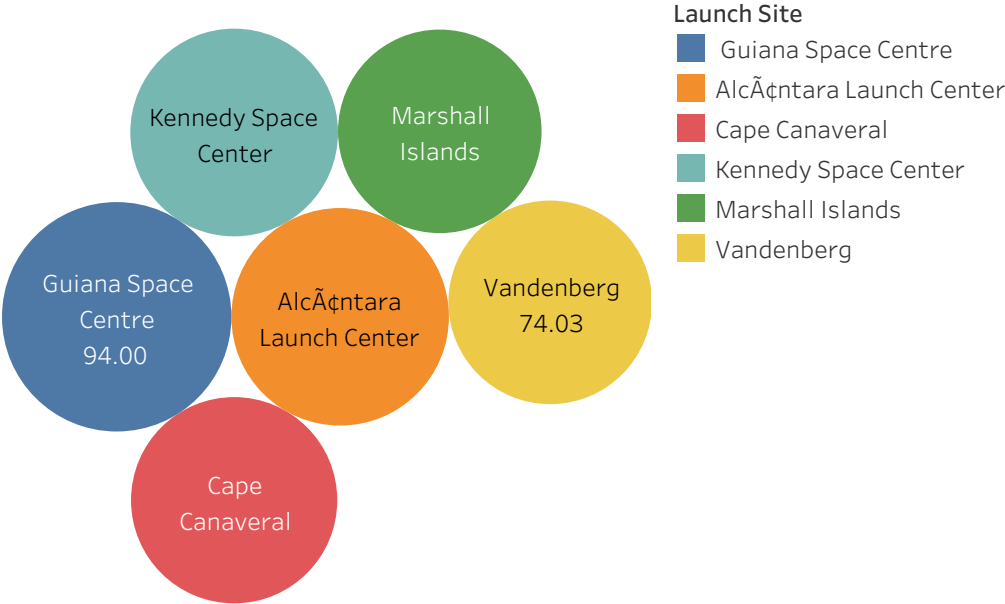 Kennedy Space
Center
Marshall
Islands
Guiana Space
Centre
94.00
AlcÃ¢ntara
Launch Center
Vandenberg
74.03
Cape
Canaveral
Launch Site
Guiana Space Centre
AlcÃ¢ntara Launch Center
Cape Canaveral
Kennedy Space Center
Marshall Islands
Vandenberg